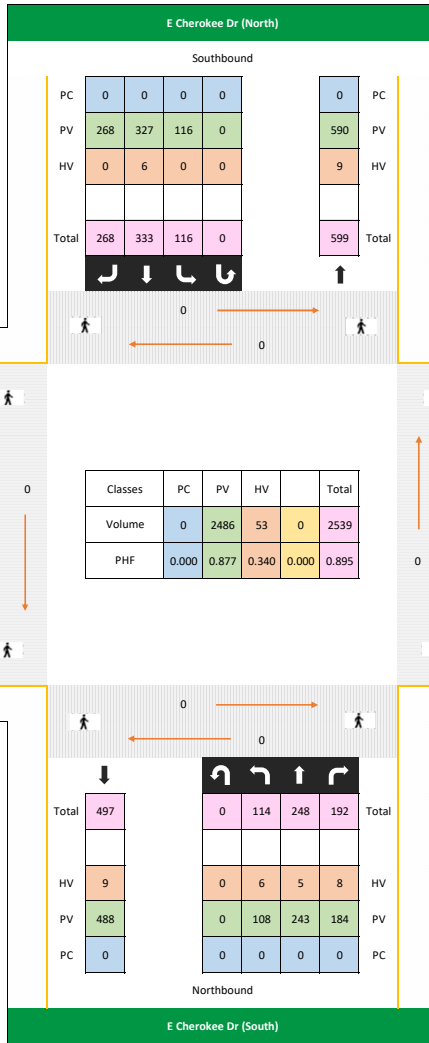 E Cherokee Dr (North)
Southbound
PC 0 0 0 0 0 PC
PV 268 327 116 0 590 PV
HV 0 6 0 0 9 HV
Total 268 333 116 0 599 Total
0
0
0
0
Classes PC PV HV Total
Volume 0 2486 53 0 2539
PHF 0.000 0.877 0.340 0.000 0.895
0
0
Total 497 0 114 248 192 Total
HV 9 0 6 5 8 HV
PV 488 0 108 243 184 PV
PC 0 0 0 0 0 PC
Northbound
E Cherokee Dr (South)